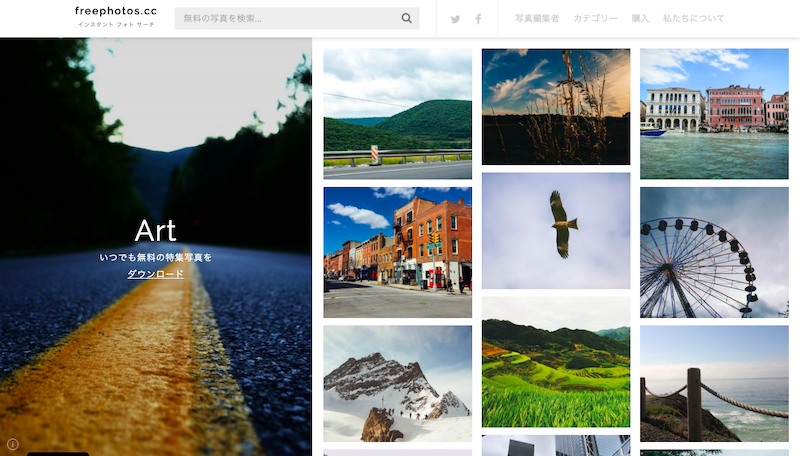 freephotos.cc
インスタント フォト サーチ
無料の写真を検索...
写真編集者 カテゴリー 購入 私たちについて
Art
いつでも無料の特集写真を
ダウンロード